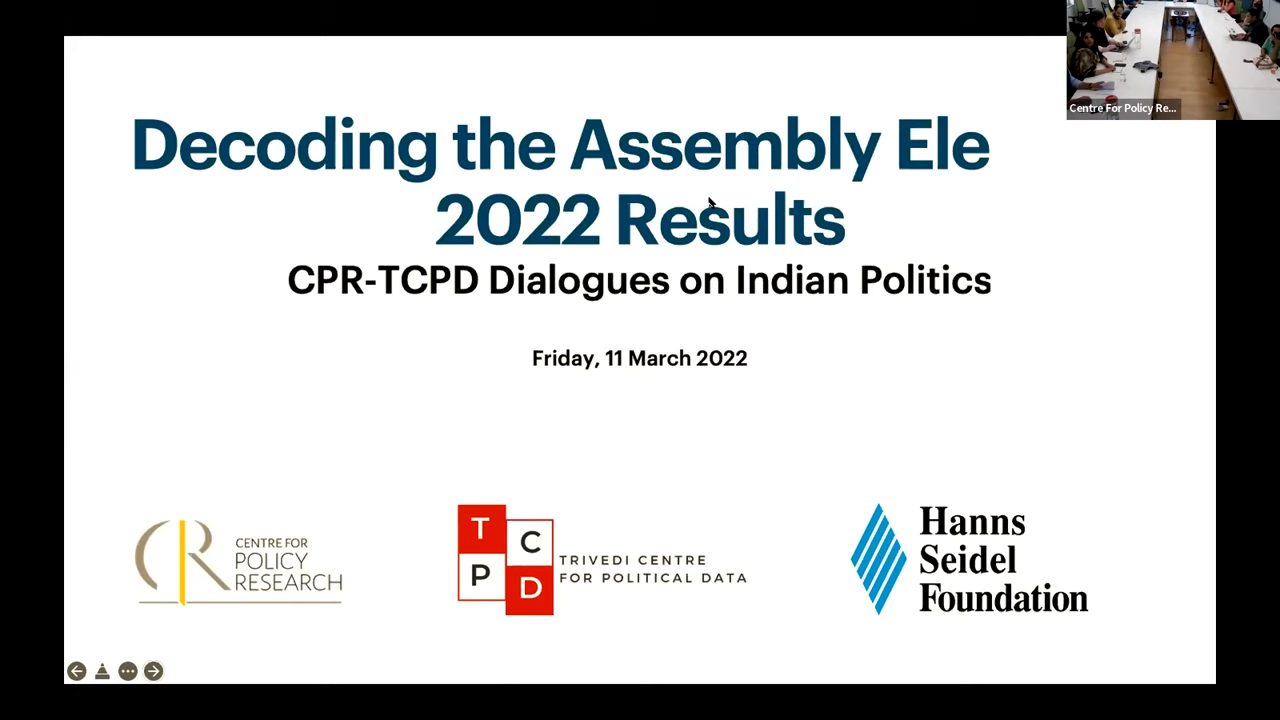 Centre For Policy Re...
Decoding the Assembly Ele
2022 Results
CPR-TCPD Dialogues on Indian Politics
Friday, 11 March 2022
CPR
CENTRE FOR
POLICY
RESEARCH
T
C
P
D
TRIVEDI CENTRE
FOR POLITICAL DATA
Hanns
Seidel
Foundation